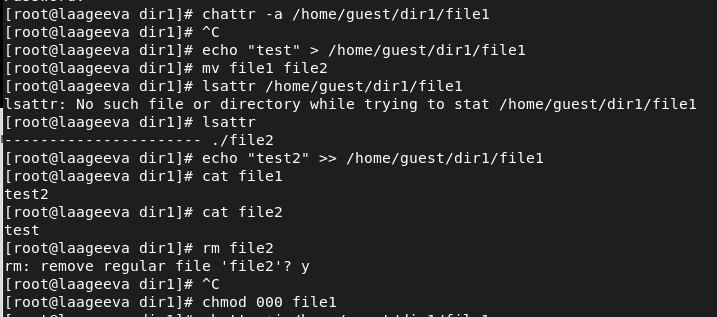 [root@laageeva dir1]# chattr -a /home/guest/dir1/file1
[root@laageeva dir1]# ^C
[root@laageeva dir1]# echo "test" > /home/guest/dir1/file1
[root@laageeva dir1]# mv file1 file2
[root@laageeva dir1]# lsattr /home/guest/dir1/file1
lsattr: No such file or directory while trying to stat /home/guest/dir1/file1
[root@laageeva dir1]# lsattr
---------------------- ./file2
[root@laageeva dir1]# echo "test2" >> /home/guest/dir1/file1
[root@laageeva dir1]# cat file1
test2
[root@laageeva dir1]# cat file2
test
[root@laageeva dir1]# rm file2
rm: remove regular file 'file2'? y
[root@laageeva dir1]# ^C
[root@laageeva dir1]# chmod 000 file1